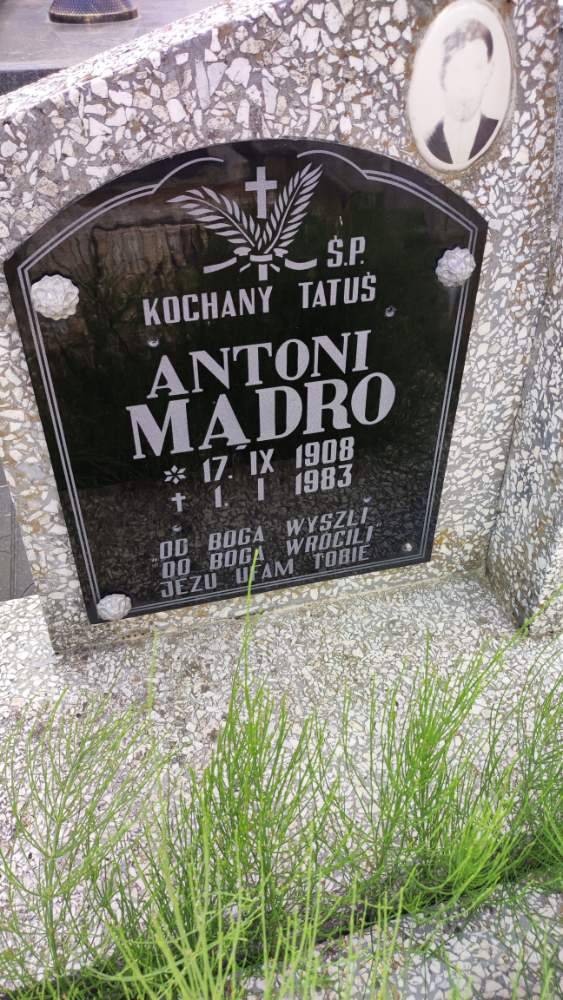 Ś.P.
KOCHANY TATUŚ
ANTONI
MĄDRO
* 17. IX 1908
† 1. I 1983
"OD BOGA WYSZLI,
DO BOGA WRÓCILI"
JEZU UFAM TOBIE